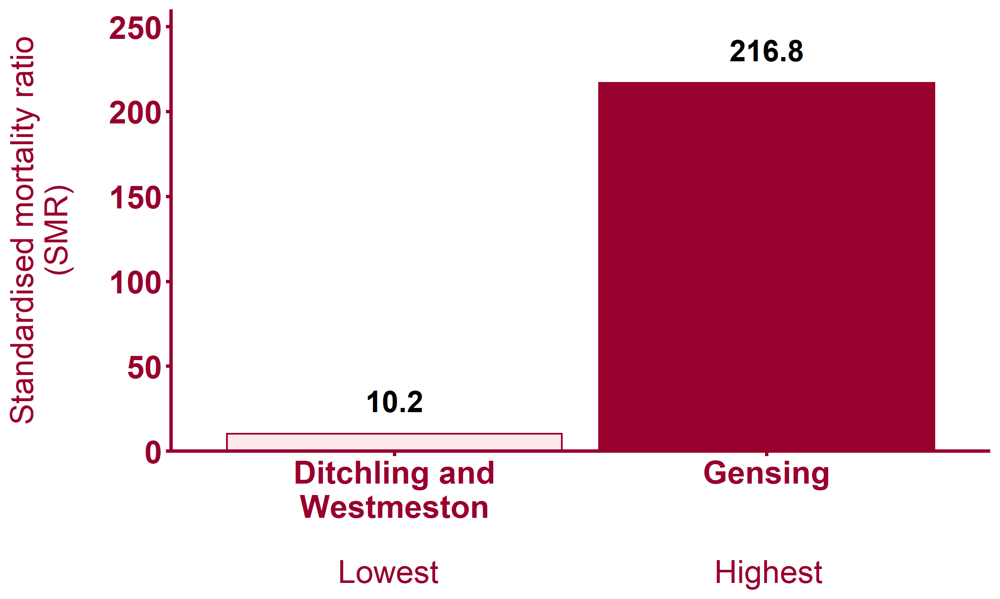 Standardised mortality ratio
(SMR)
250
200
150
100
50
0
216.8
10.2
Ditchling and
Westmeston
Gensing
Lowest
Highest